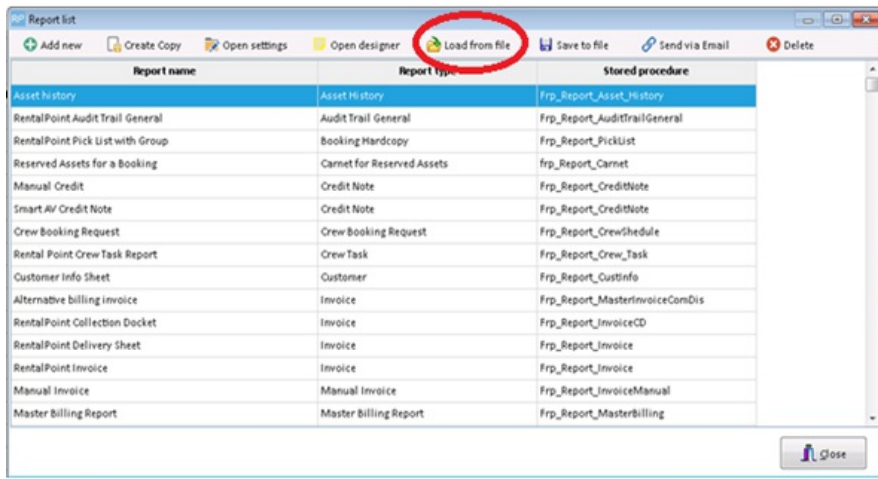 RP Report list
Add new Create Copy Open settings Open designer Load from file Save to file Send via Email Delete
Report name Report type Stored procedure
Asset history Asset History Frp_Report_Asset_History
RentalPoint Audit Trail General Audit Trail General Frp_Report_AuditTrailGeneral
RentalPoint Pick List with Group Booking Hardcopy Frp_Report_PickList
Reserved Assets for a Booking Carnet for Reserved Assets frp_Report_Carnet
Manual Credit Credit Note Frp_Report_CreditNote
Smart AV Credit Note Credit Note Frp_Report_CreditNote
Crew Booking Request Crew Booking Request Frp_Report_CrewShedule
Rental Point Crew Task Report Crew Task Frp_Report_Crew_Task
Customer Info Sheet Customer Frp_Report_CustInfo
Alternative billing invoice Invoice Frp_Report_MasterInvoiceComDis
RentalPoint Collection Docket Invoice Frp_Report_InvoiceCD
RentalPoint Delivery Sheet Invoice Frp_Report_Invoice
RentalPoint Invoice Invoice Frp_Report_Invoice
Manual Invoice Manual Invoice Frp_Report_InvoiceManual
Master Billing Report Master Billing Report Frp_Report_MasterBilling
Close